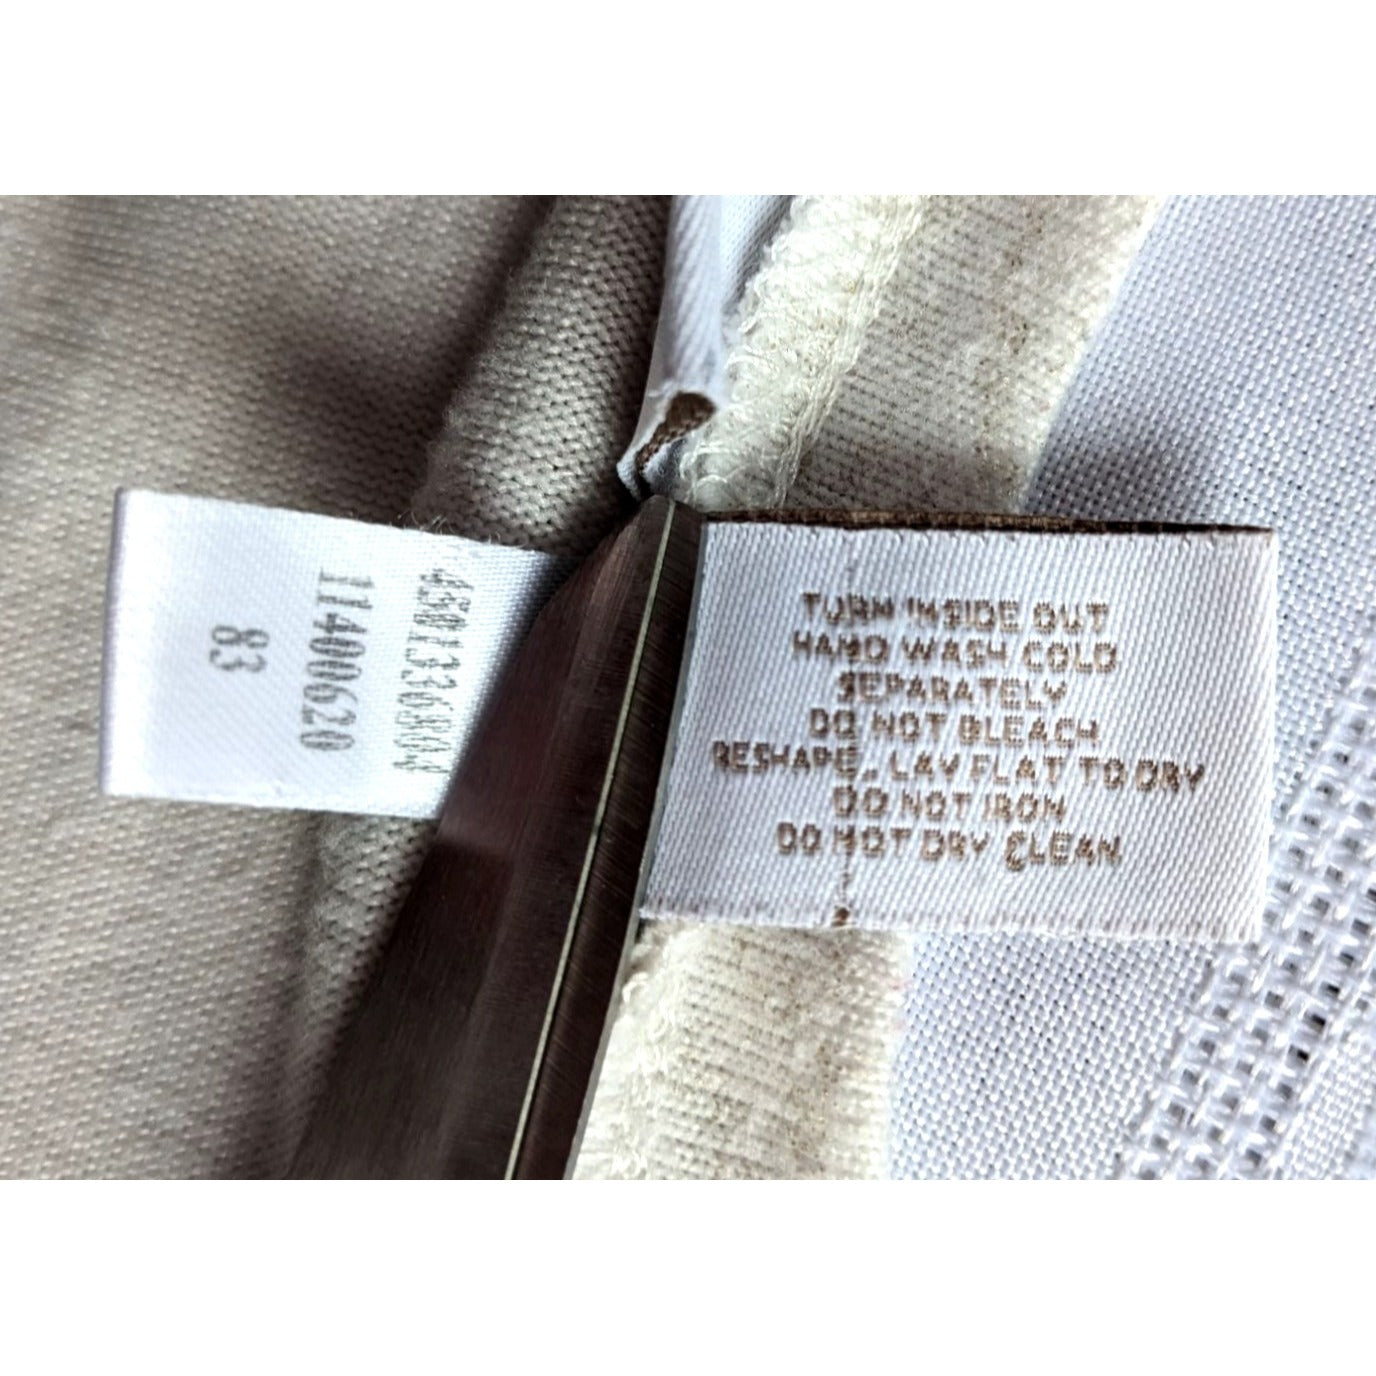 11400620
83
TURN INSIDE OUT
HAND WASH COLD
SEPARATELY
DO NOT BLEACH
RESHAPE, LAY FLAT TO DRY
DO NOT IRON
DO NOT DRY CLEAN